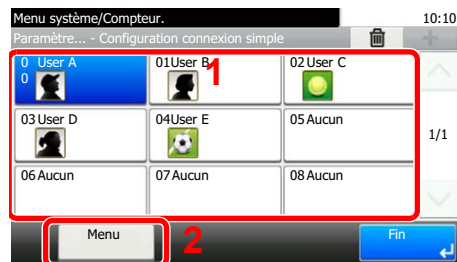 Menu système/Compteur.
10:10
Paramètre... - Configuration connexion simple
0 User A
0
01 User B
1
02 User C
03 User D
04 User E
05 Aucun
1/1
06 Aucun
07 Aucun
08 Aucun
Menu
2
Fin